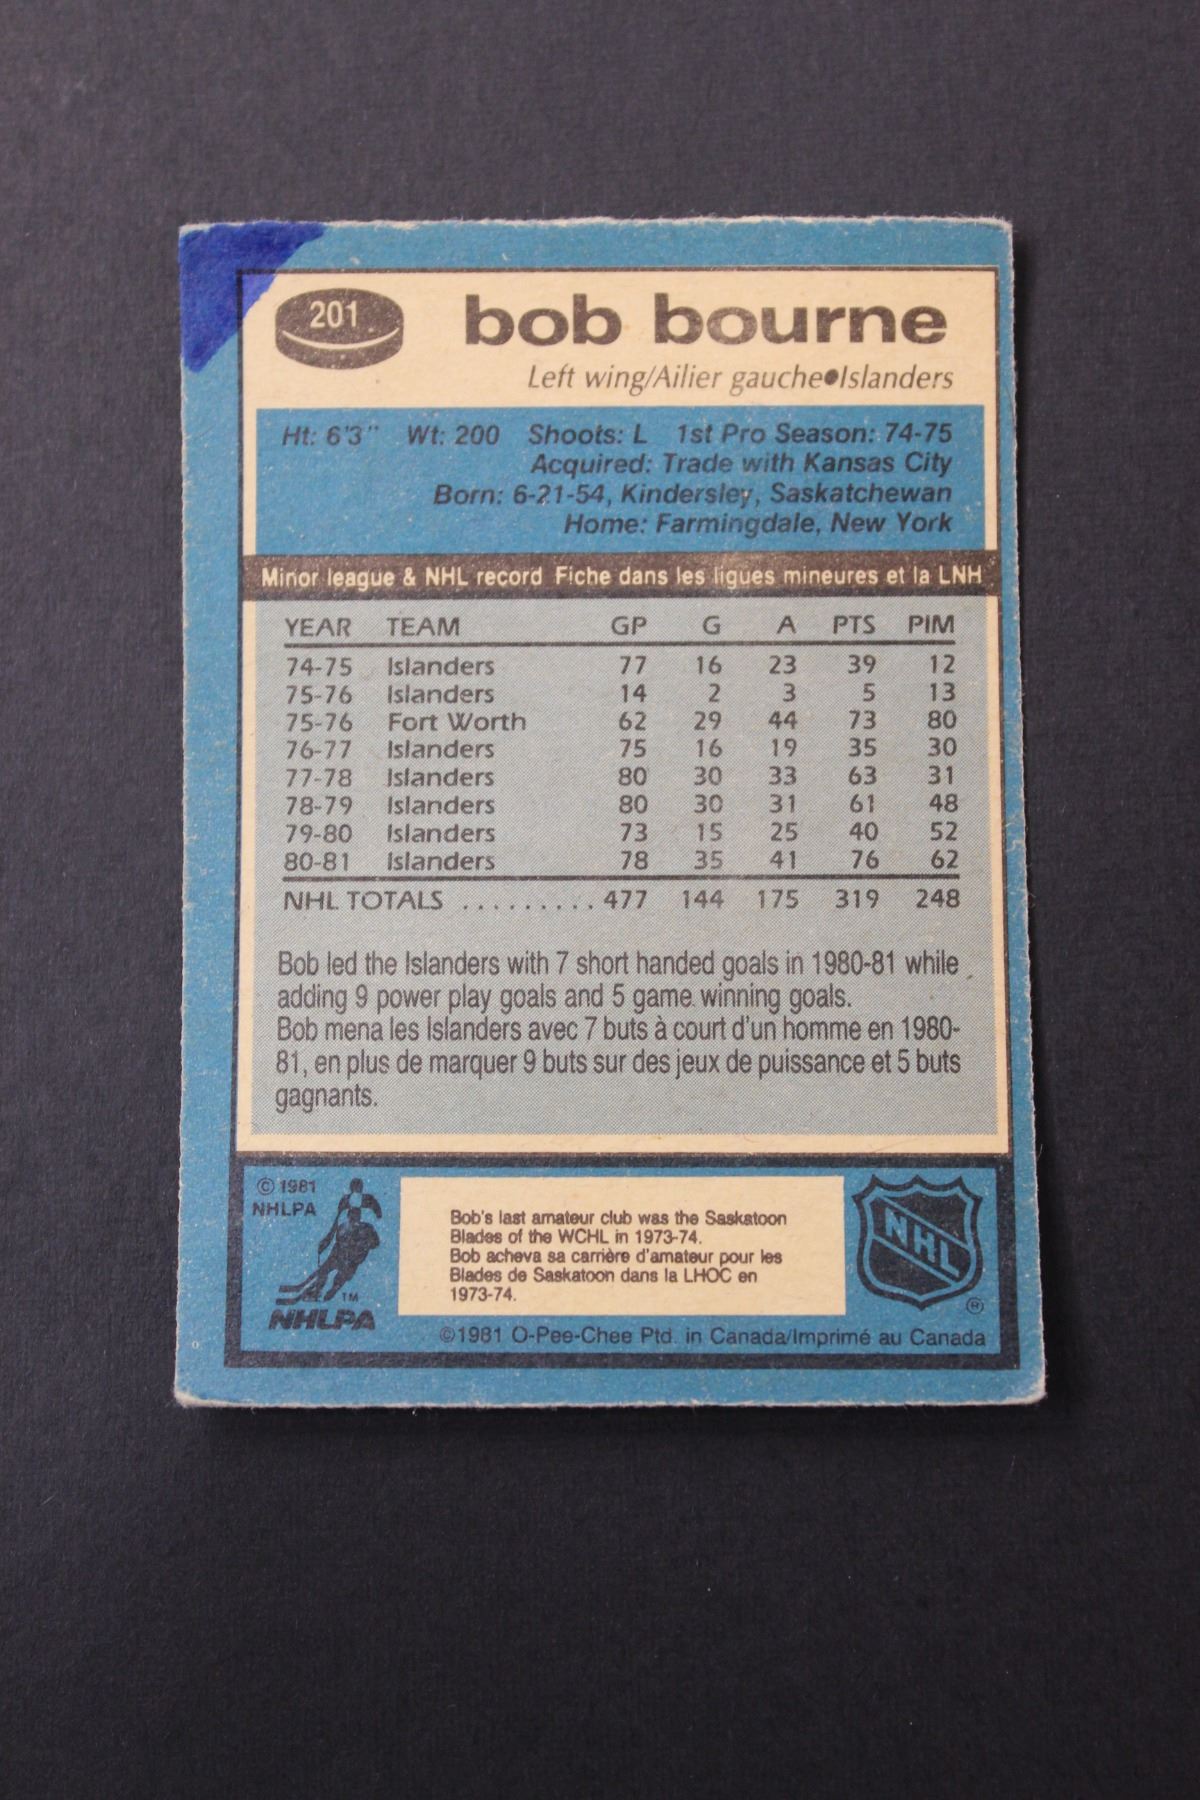 201
bob bourne
Left wing/Ailier gauche●Islanders
Ht: 6'3" Wt: 200 Shoots: L 1st Pro Season: 74-75
Acquired: Trade with Kansas City
Born: 6-21-54, Kindersley, Saskatchewan
Home: Farmingdale, New York
Minor league & NHL record Fiche dans les ligues mineures et la LNH
YEAR TEAM GP G A PTS PIM
74-75 Islanders 77 16 23 39 12
75-76 Islanders 14 2 3 5 13
75-76 Fort Worth 62 29 44 73 80
76-77 Islanders 75 16 19 35 30
77-78 Islanders 80 30 33 63 31
78-79 Islanders 80 30 31 61 48
79-80 Islanders 73 15 25 40 52
80-81 Islanders 78 35 41 76 62
NHL TOTALS ......... 477 144 175 319 248
Bob led the Islanders with 7 short handed goals in 1980-81 while
adding 9 power play goals and 5 game winning goals.
Bob mena les Islanders avec 7 buts à court d'un homme en 1980-
81, en plus de marquer 9 buts sur des jeux de puissance et 5 buts
gagnants.
© 1981
NHLPA
TM
NHLPA
Bob's last amateur club was the Saskatoon
Blades of the WCHL in 1973-74.
Bob acheva sa carrière d'amateur pour les
Blades de Saskatoon dans la LHOC en
1973-74.
NHL
®
©1981 O-Pee-Chee Ptd. in Canada/Imprimé au Canada